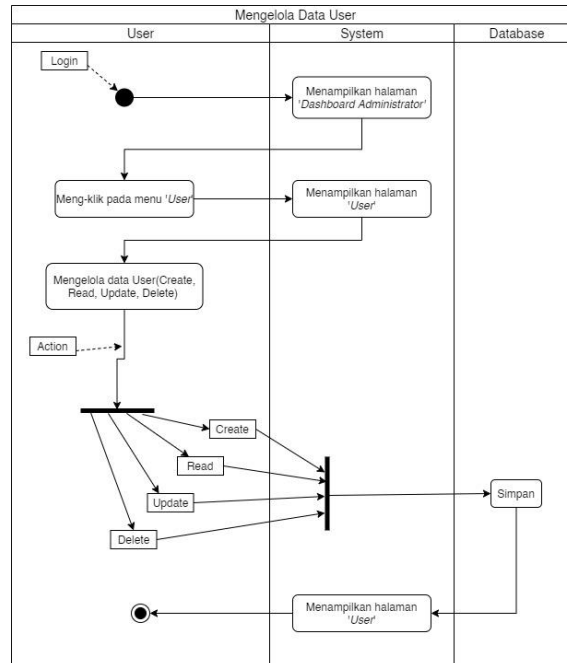 Mengelola Data User
User
System
Database
Login
Menampilkan halaman
'Dashboard Administrator'
Meng-klik pada menu 'User'
Menampilkan halaman
'User'
Mengelola data User(Create,
Read, Update, Delete)
Action
Create
Read
Update
Delete
Simpan
Menampilkan halaman
'User'